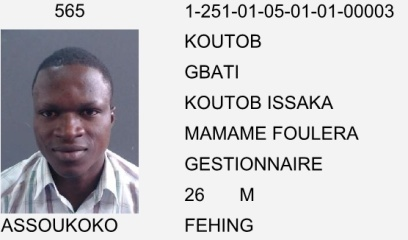 565 1-251-01-05-01-01-00003
KOUTOB
GBATI
KOUTOB ISSAKA
MAMAME FOULERA
GESTIONNAIRE
26 M
ASSOUKOKO FEHING